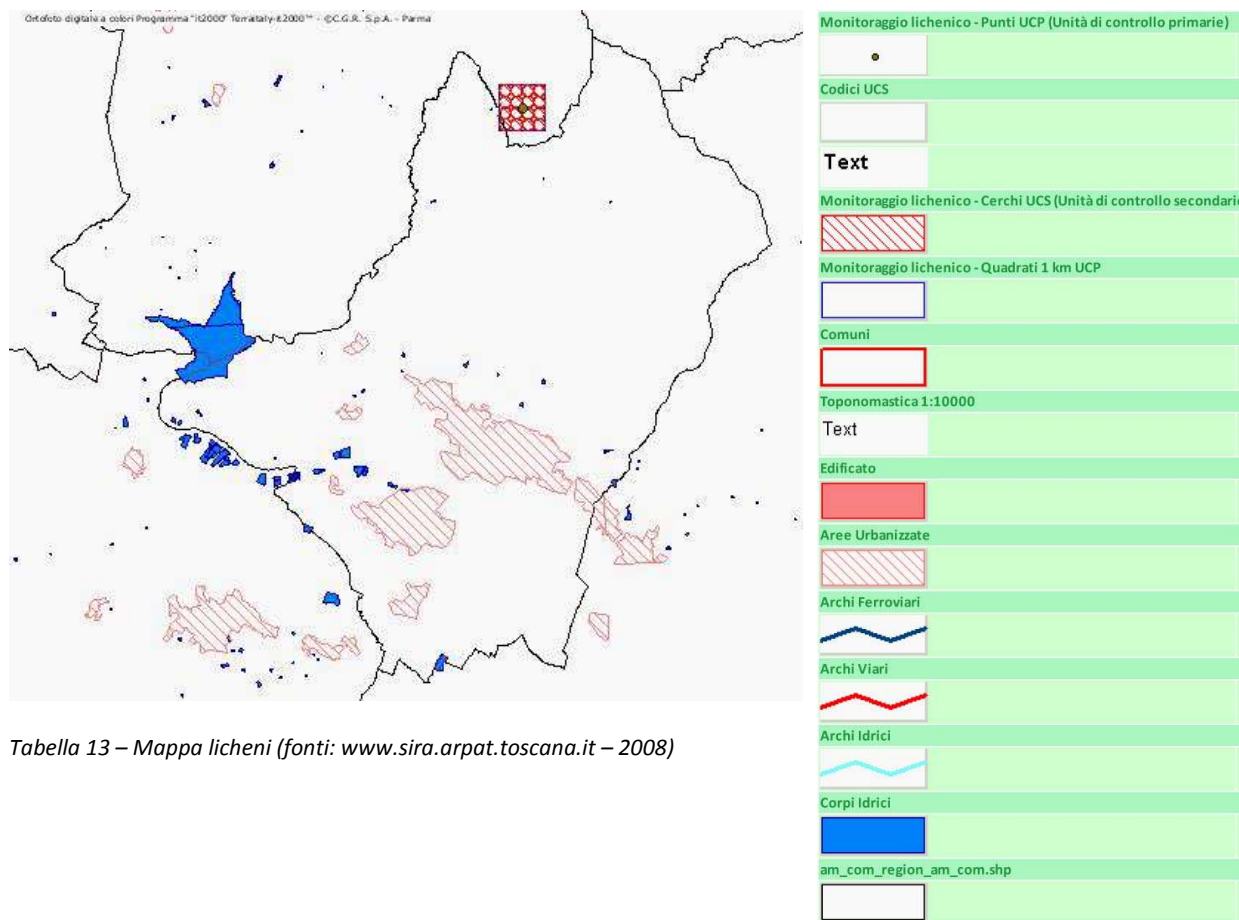 Ortofoto digitale a colori Programma "it2000" Terraitaly-it2000™ - ©C.G.R. S.p.A. - Parma
Monitoraggio lichenico - Punti UCP (Unità di controllo primarie)
Codici UCS
Text
Monitoraggio lichenico - Cerchi UCS (Unità di controllo secondarie
Monitoraggio lichenico - Quadrati 1 km UCP
Comuni
Toponomastica 1:10000
Text
Edificato
Aree Urbanizzate
Archi Ferroviari
Archi Viari
Archi Idrici
Corpi Idrici
am_com_region_am_com.shp
Tabella 13 – Mappa licheni (fonti: www.sira.arpat.toscana.it – 2008)